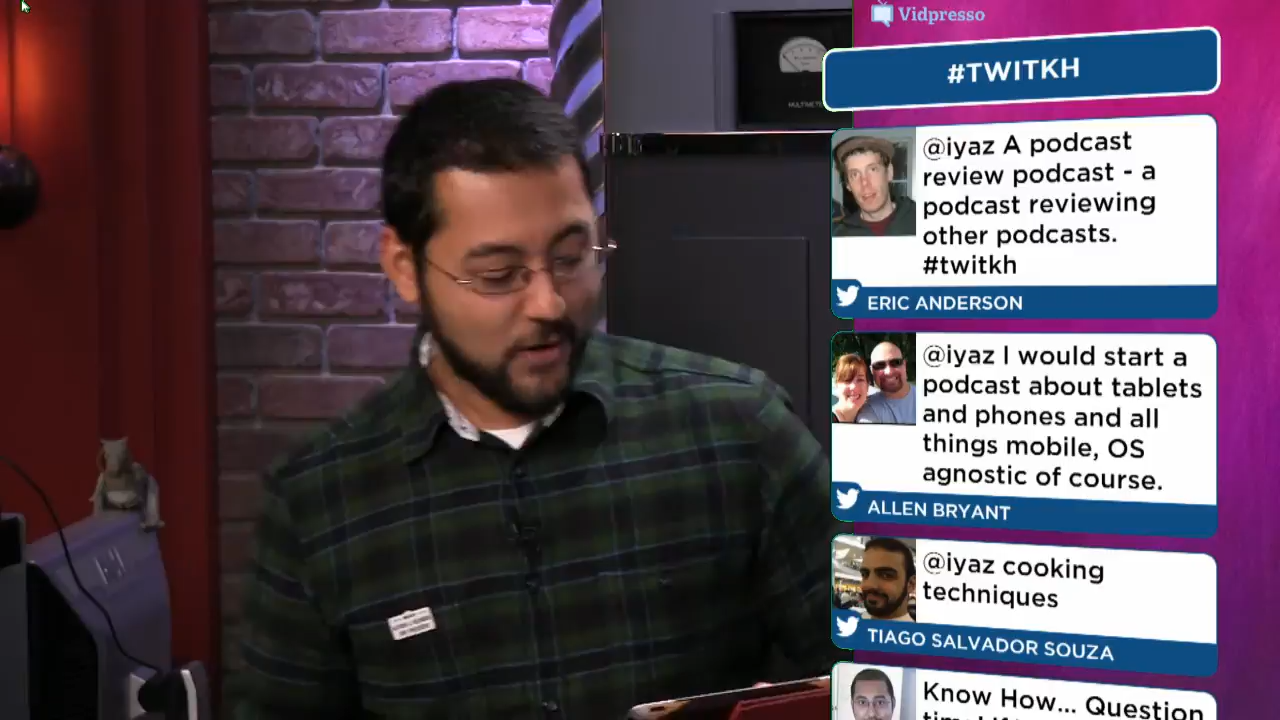 Vidpresso
#TWITKH
MULTIMETE
@iyaz A podcast
review podcast - a
podcast reviewing
other podcasts.
#twitkh
ERIC ANDERSON
@iyaz I would start a
podcast about tablets
and phones and all
things mobile, OS
agnostic of course.
ALLEN BRYANT
@iyaz cooking
techniques
TIAGO SALVADOR SOUZA
Know How... Question